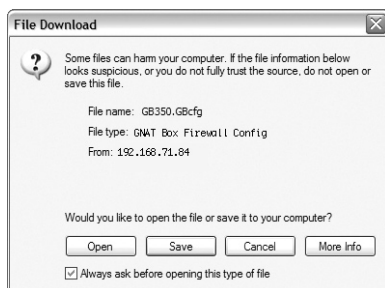 File Download
Some files can harm your computer. If the file information below
looks suspicious, or you do not fully trust the source, do not open or
save this file.
File name: GB350.GBcfg
File type: GNAT Box Firewall Config
From: 192.168.71.84
Would you like to open the file or save it to your computer?
Open Save Cancel More Info
Always ask before opening this type of file